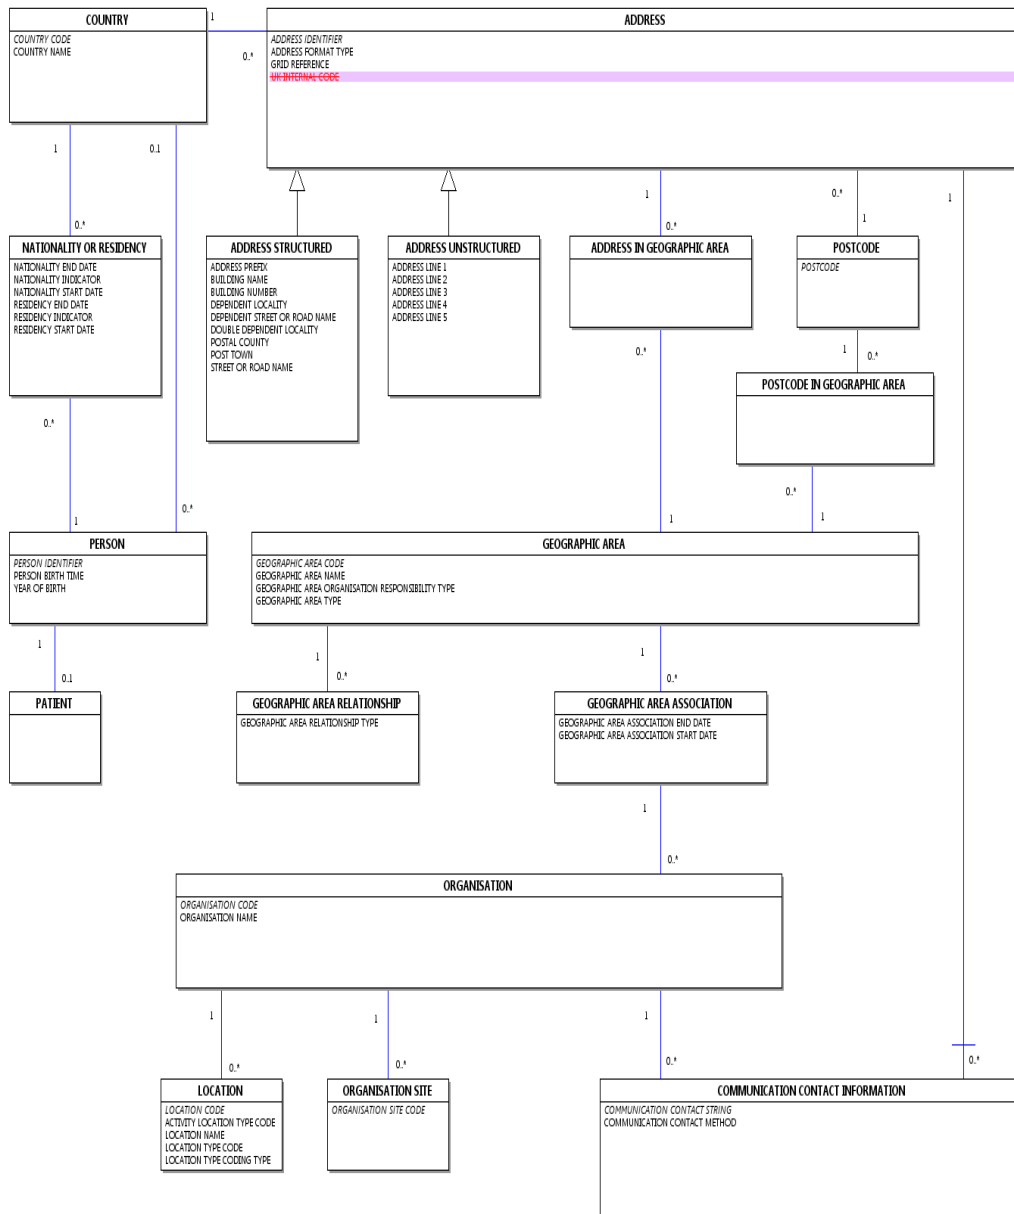 COUNTRY
COUNTRY CODE
COUNTRY NAME
1
0..*
ADDRESS
ADDRESS IDENTIFIER
ADDRESS FORMAT TYPE
GRID REFERENCE
UK INTERNAL CODE
1
0..1
0..*
1
0..*
0..*
1
1
NATIONALITY OR RESIDENCY
NATIONALITY END DATE
NATIONALITY INDICATOR
NATIONALITY START DATE
RESIDENCY END DATE
RESIDENCY INDICATOR
RESIDENCY START DATE
ADDRESS STRUCTURED
ADDRESS PREFIX
BUILDING NAME
BUILDING NUMBER
DEPENDENT LOCALITY
DEPENDENT STREET OR ROAD NAME
DOUBLE DEPENDENT LOCALITY
POSTAL COUNTY
POST TOWN
STREET OR ROAD NAME
ADDRESS UNSTRUCTURED
ADDRESS LINE 1
ADDRESS LINE 2
ADDRESS LINE 3
ADDRESS LINE 4
ADDRESS LINE 5
ADDRESS IN GEOGRAPHIC AREA
POSTCODE
POSTCODE
0..*
1
0..*
POSTCODE IN GEOGRAPHIC AREA
0..*
1
0..*
1
0..*
1
PERSON
PERSON IDENTIFIER
PERSON BIRTH TIME
YEAR OF BIRTH
GEOGRAPHIC AREA
GEOGRAPHIC AREA CODE
GEOGRAPHIC AREA NAME
GEOGRAPHIC AREA ORGANISATION RESPONSIBILITY TYPE
GEOGRAPHIC AREA TYPE
1
0..1
1
0..*
1
0..*
PATIENT
GEOGRAPHIC AREA RELATIONSHIP
GEOGRAPHIC AREA RELATIONSHIP TYPE
GEOGRAPHIC AREA ASSOCIATION
GEOGRAPHIC AREA ASSOCIATION END DATE
GEOGRAPHIC AREA ASSOCIATION START DATE
1
0..*
ORGANISATION
ORGANISATION CODE
ORGANISATION NAME
1
0..*
1
0..*
1
0..*
0..*
LOCATION
LOCATION CODE
ACTIVITY LOCATION TYPE CODE
LOCATION NAME
LOCATION TYPE CODE
LOCATION TYPE CODING TYPE
ORGANISATION SITE
ORGANISATION SITE CODE
COMMUNICATION CONTACT INFORMATION
COMMUNICATION CONTACT STRING
COMMUNICATION CONTACT METHOD